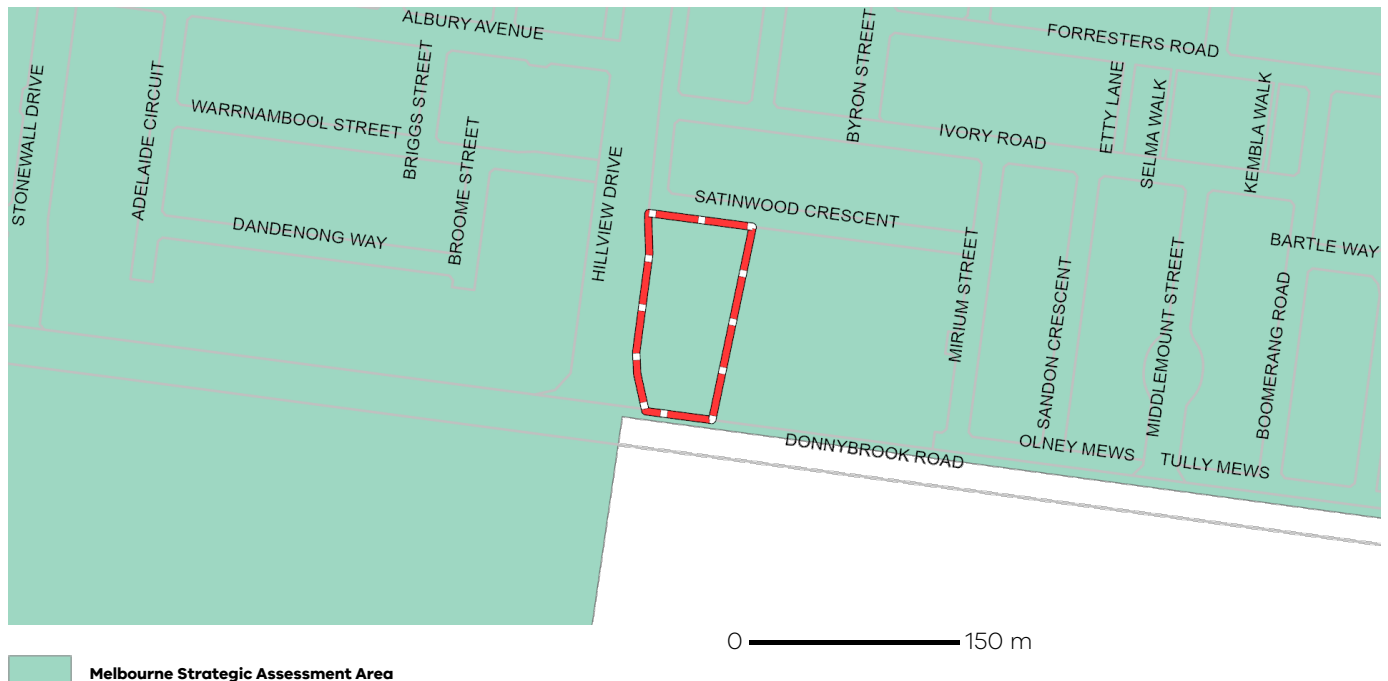 ALBURY AVENUE
FORRESTERS ROAD
STONEWALL DRIVE
ADELAIDE CIRCUIT
WARRNAMBOOL STREET
BRIGGS STREET
BROOME STREET
BYRON STREET
IVORY ROAD
ETTY LANE
SELMA WALK
KEMBLA WALK
HILLVIEW DRIVE
SATINWOOD CRESCENT
DANDENONG WAY
MIRIUM STREET
SANDON CRESCENT
MIDDLEMOUNT STREET
BOOMERANG ROAD
BARTLE WAY
DONNYBROOK ROAD
OLNEY MEWS
TULLY MEWS
0 150 m
Melbourne Strategic Assessment Area